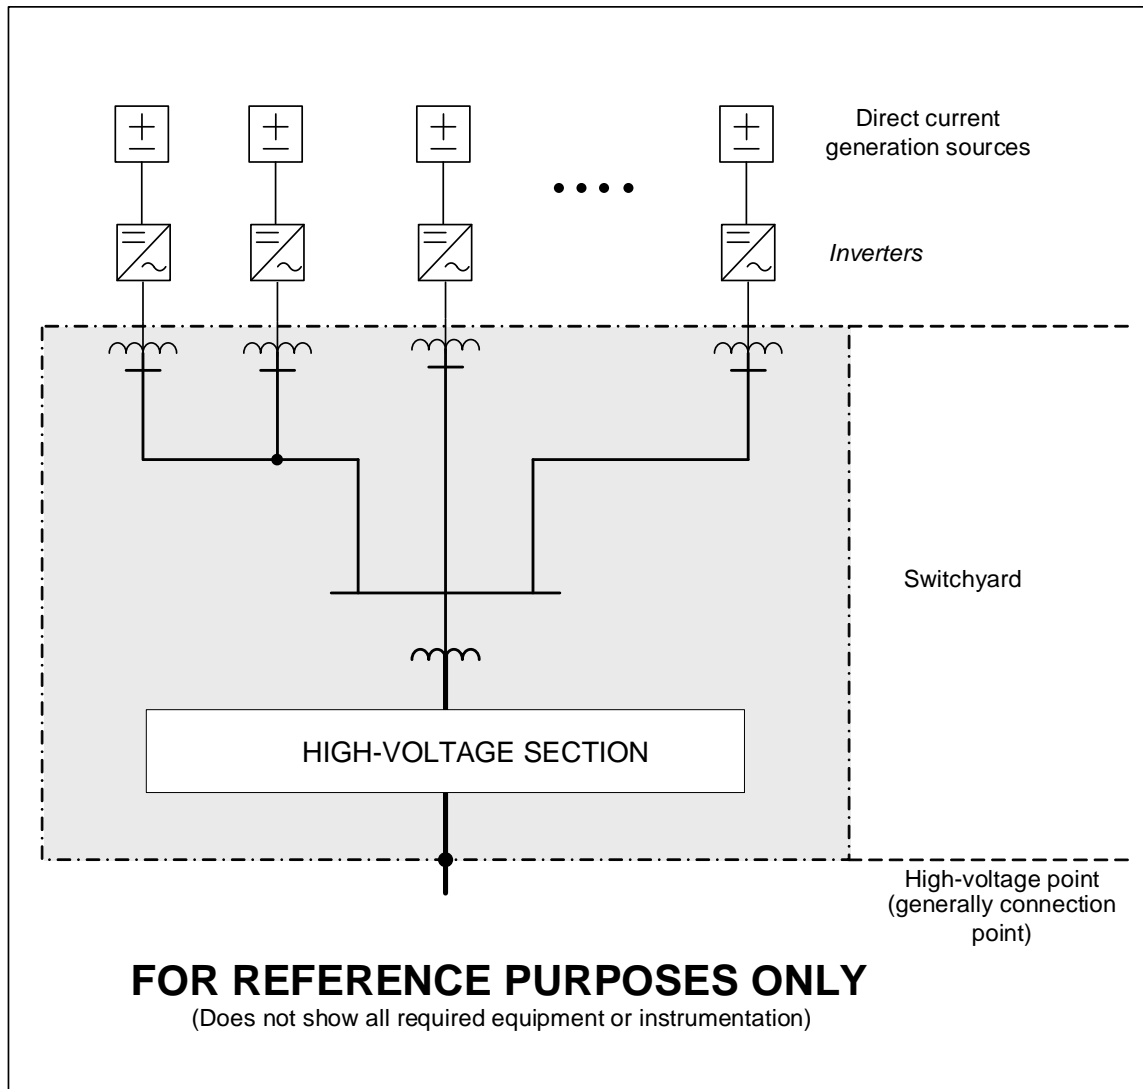 Direct current
generation sources
Inverters
Switchyard
HIGH-VOLTAGE SECTION
High-voltage point
(generally connection
point)
FOR REFERENCE PURPOSES ONLY
(Does not show all required equipment or instrumentation)